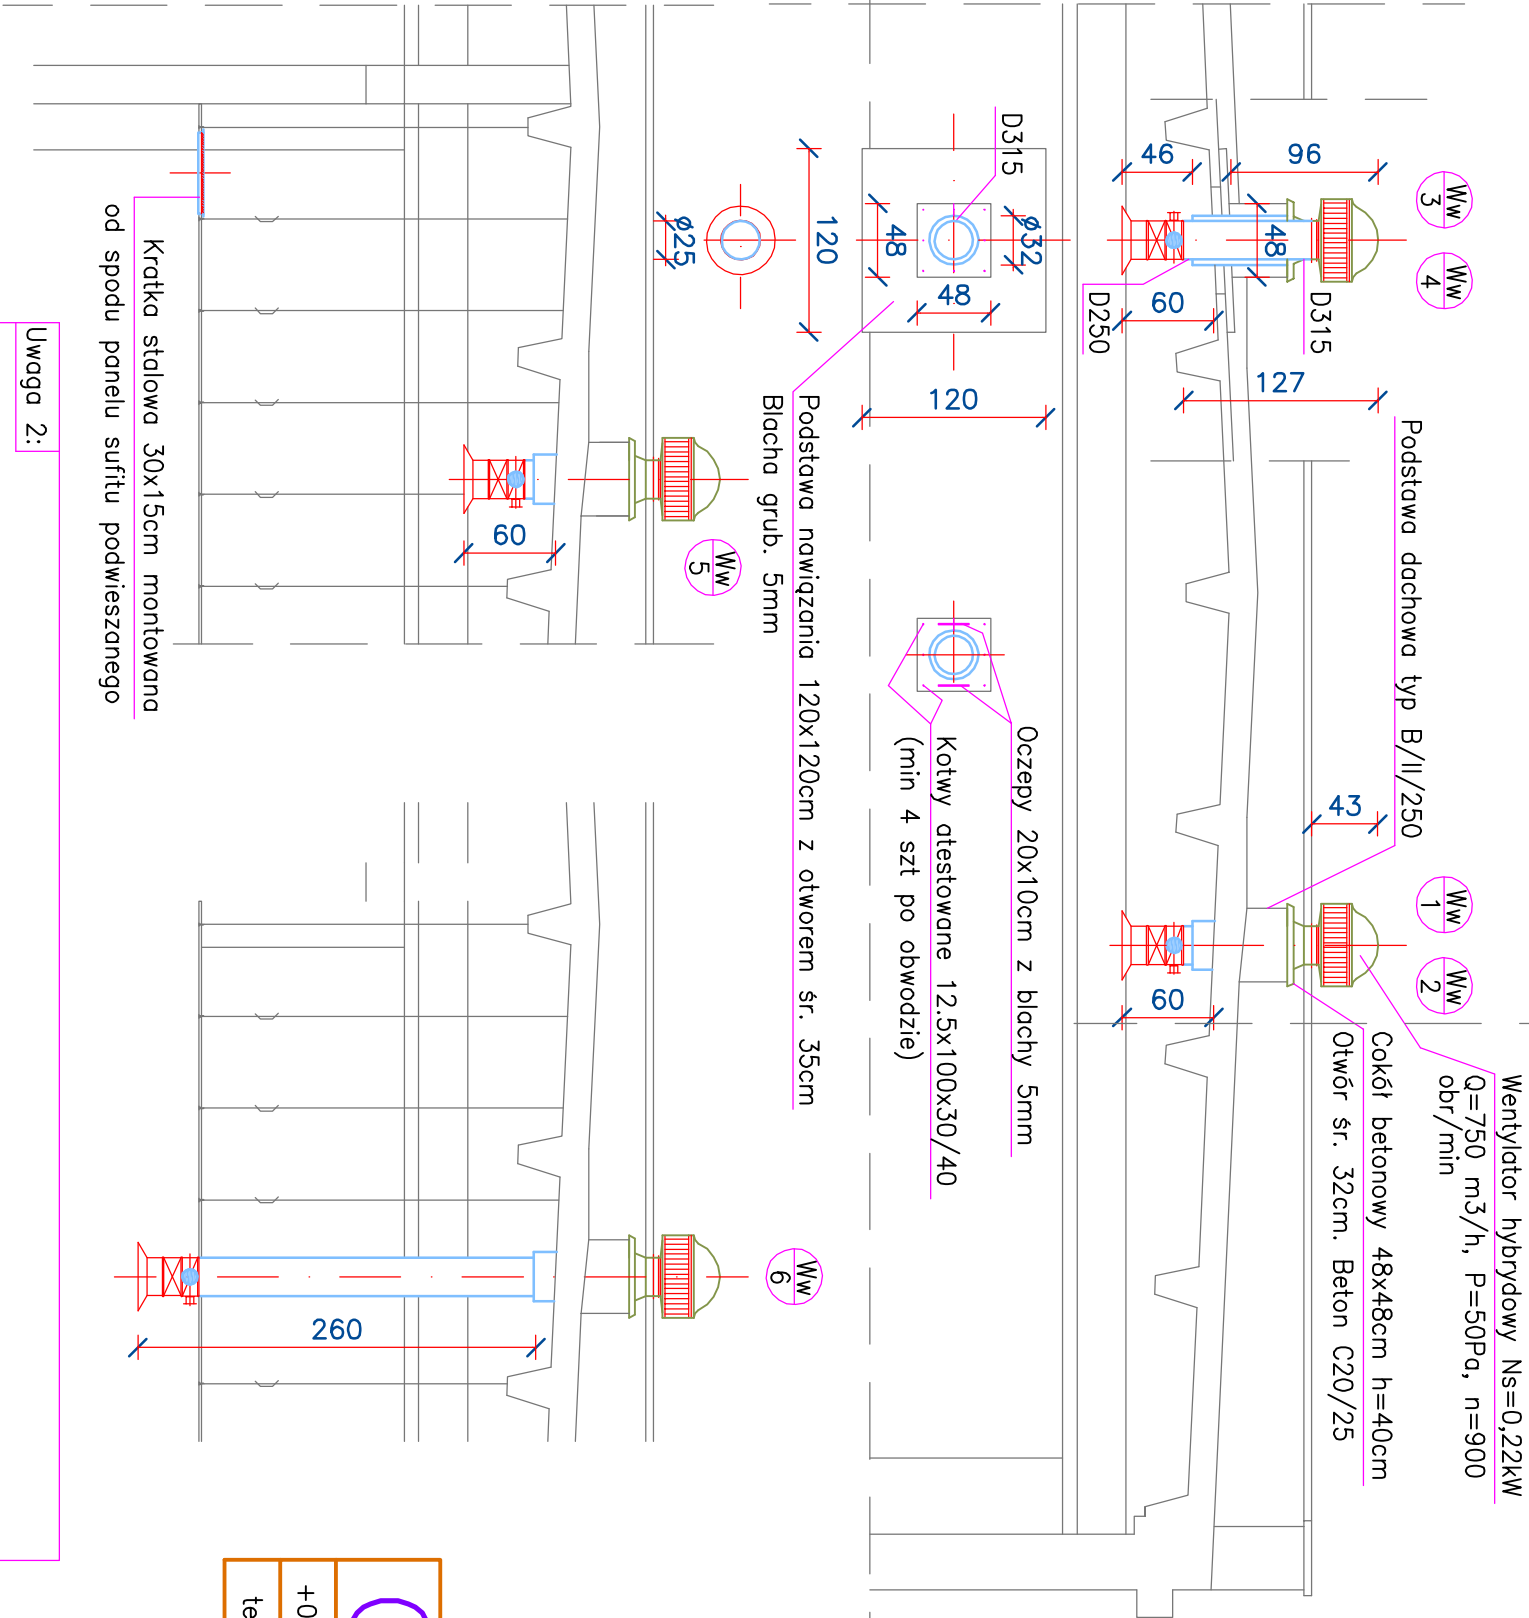 Wentylator hybrydowy Ns=0,22kW
Q=750 m3/h, P=50Pa, n=900
obr/min
Ww
3
Ww
4
Ww
1
Ww
2
Podstawa dachowa typ B/II/250
Cokół betonowy 48x48cm h=40cm
Otwór śr. 32cm. Beton C20/25
96
46
48
43
127
60
60
D315
D250
D315
ø32
48
48
120
120
ø25
Oczepy 20x10cm z blachy 5mm
Kotwy atestowane 12.5x100x30/40
(min 4 szt po obwodzie)
Podstawa nawiązania 120x120cm z otworem śr. 35cm
Blacha grub. 5mm
Ww
5
60
Ww
6
260
Kratka stalowa 30x15cm montowana
od spodu panelu sufitu podwieszanego
Uwaga 2:
+0
te